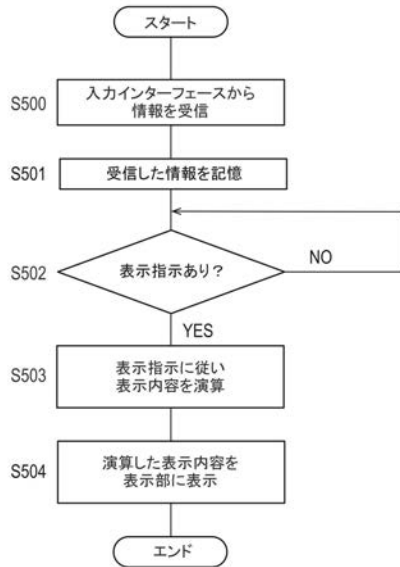 スタート
S500
入力インターフェースから
情報を受信
S501
受信した情報を記憶
S502
表示指示あり？
NO
YES
S503
表示指示に従い
表示内容を演算
S504
演算した表示内容を
表示部に表示
エンド